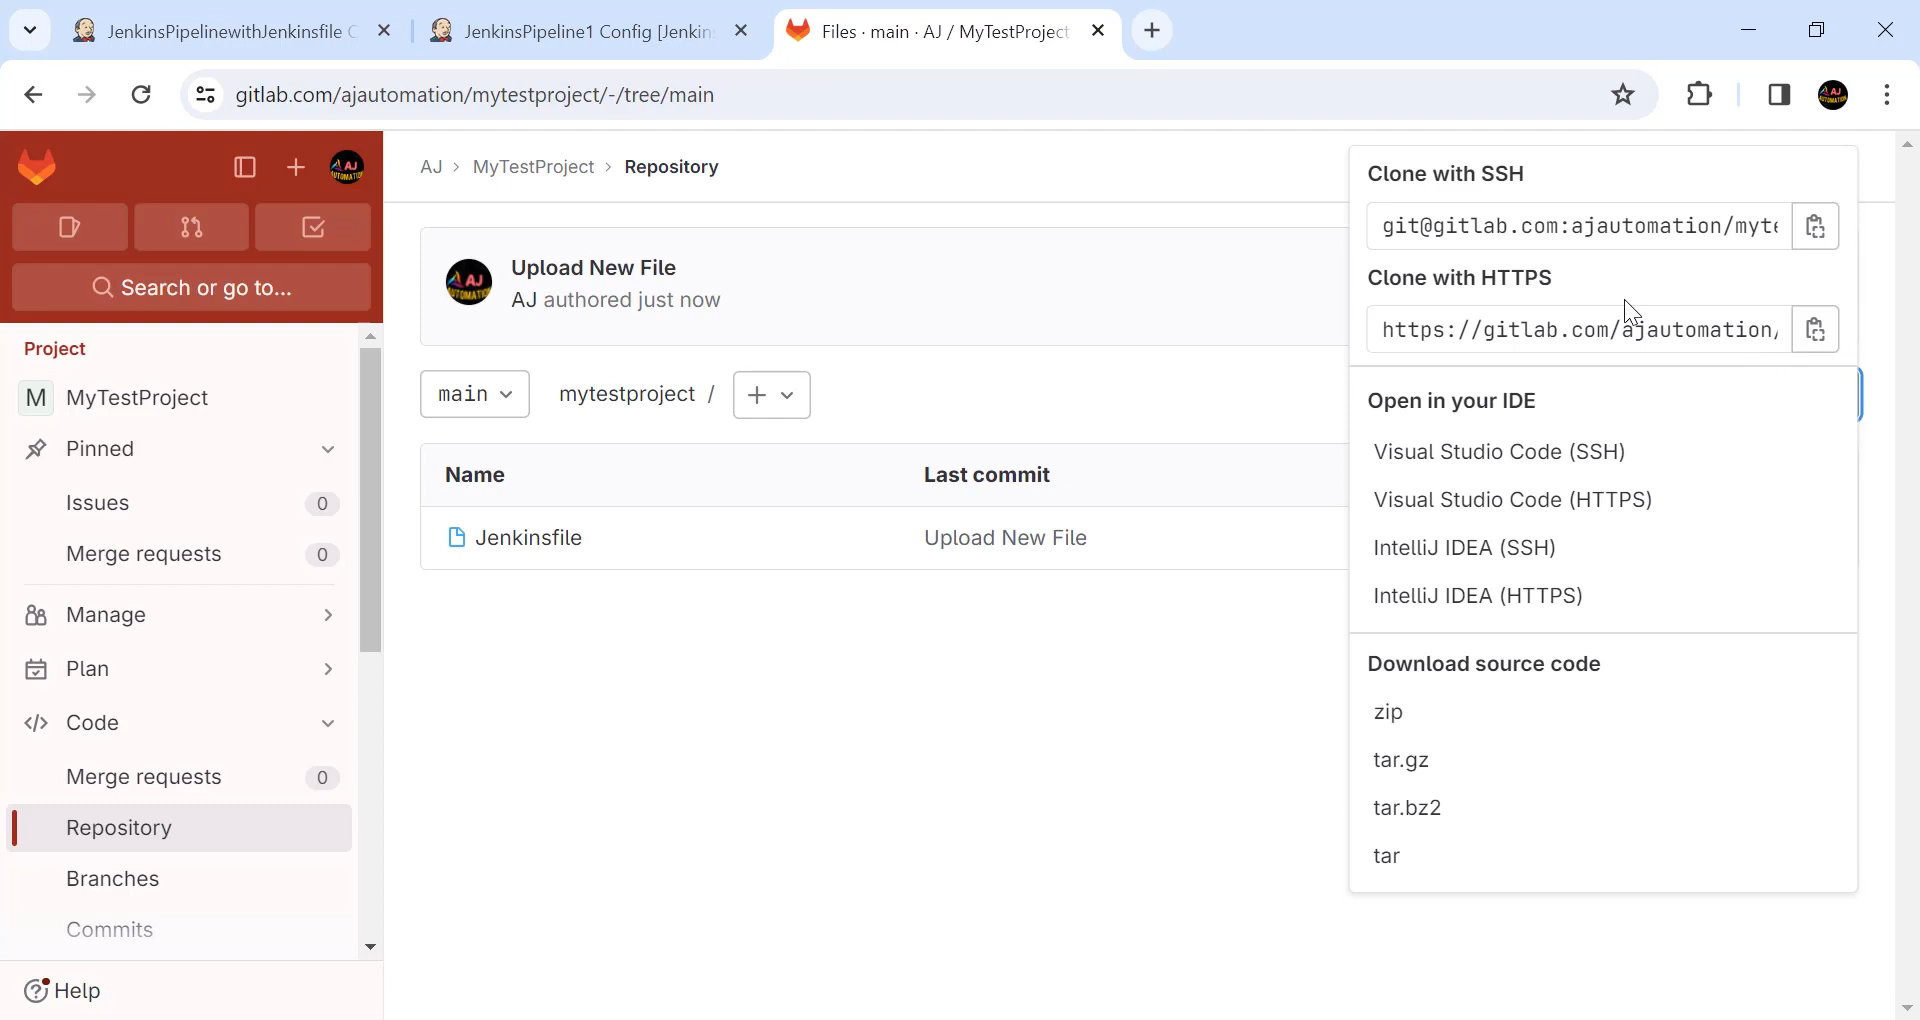 JenkinsPipelinewithJenkinsfile C
JenkinsPipeline1 Config [Jenkins
Files · main · AJ / MyTestProject
gitlab.com/ajautomation/mytestproject/-/tree/main
Search or go to...
Project
M MyTestProject
Pinned
Issues 0
Merge requests 0
Manage
Plan
Code
Merge requests 0
Repository
Branches
Commits
Help
AJ > MyTestProject > Repository
Upload New File
AJ authored just now
main
mytestproject /
Name Last commit
Jenkinsfile Upload New File
Clone with SSH
git@gitlab.com:ajautomation/myte
Clone with HTTPS
https://gitlab.com/ajautomation/
Open in your IDE
Visual Studio Code (SSH)
Visual Studio Code (HTTPS)
IntelliJ IDEA (SSH)
IntelliJ IDEA (HTTPS)
Download source code
zip
tar.gz
tar.bz2
tar